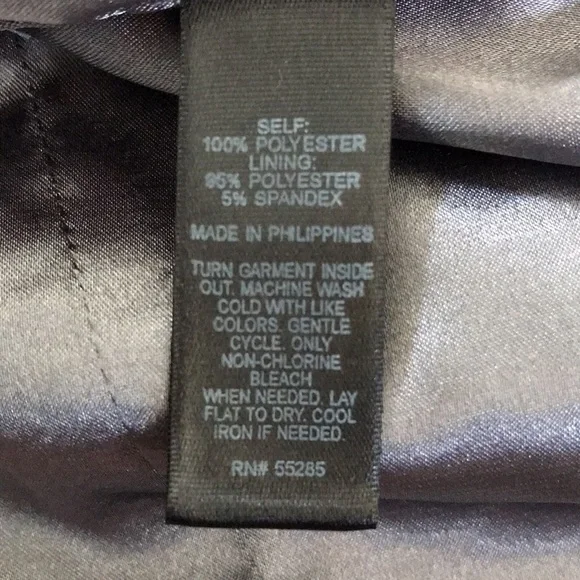 SELF:
100% POLYESTER
LINING:
95% POLYESTER
5% SPANDEX
MADE IN PHILIPPINES
TURN GARMENT INSIDE
OUT. MACHINE WASH
COLD WITH LIKE
COLORS. GENTLE
CYCLE. ONLY
NON-CHLORINE
BLEACH
WHEN NEEDED. LAY
FLAT TO DRY. COOL
IRON IF NEEDED.
RN# 55285